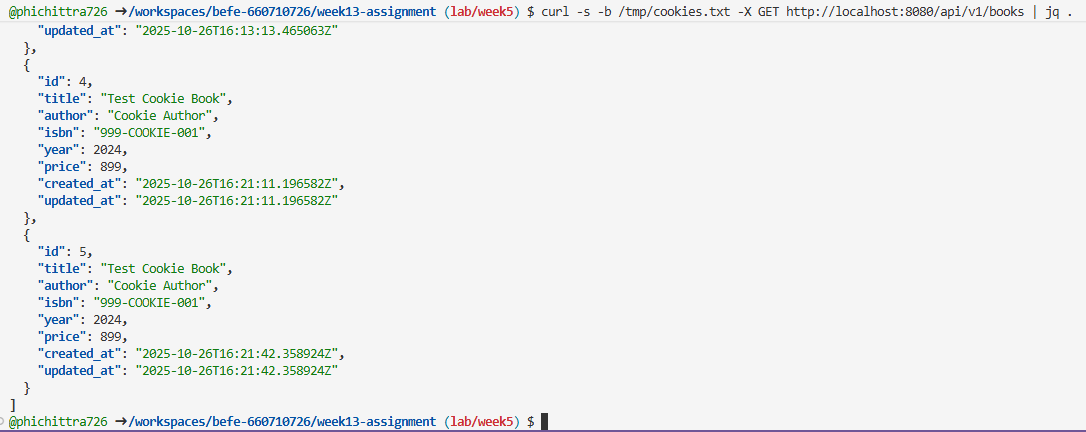 @phichittra726 ➜/workspaces/befe-660710726/week13-assignment (lab/week5) $ curl -s -b /tmp/cookies.txt -X GET http://localhost:8080/api/v1/books | jq .
    "updated_at": "2025-10-26T16:13:13.465063Z"
  },
  {
    "id": 4,
    "title": "Test Cookie Book",
    "author": "Cookie Author",
    "isbn": "999-COOKIE-001",
    "year": 2024,
    "price": 899,
    "created_at": "2025-10-26T16:21:11.196582Z",
    "updated_at": "2025-10-26T16:21:11.196582Z"
  },
  {
    "id": 5,
    "title": "Test Cookie Book",
    "author": "Cookie Author",
    "isbn": "999-COOKIE-001",
    "year": 2024,
    "price": 899,
    "created_at": "2025-10-26T16:21:42.358924Z",
    "updated_at": "2025-10-26T16:21:42.358924Z"
  }
]
@phichittra726 ➜/workspaces/befe-660710726/week13-assignment (lab/week5) $